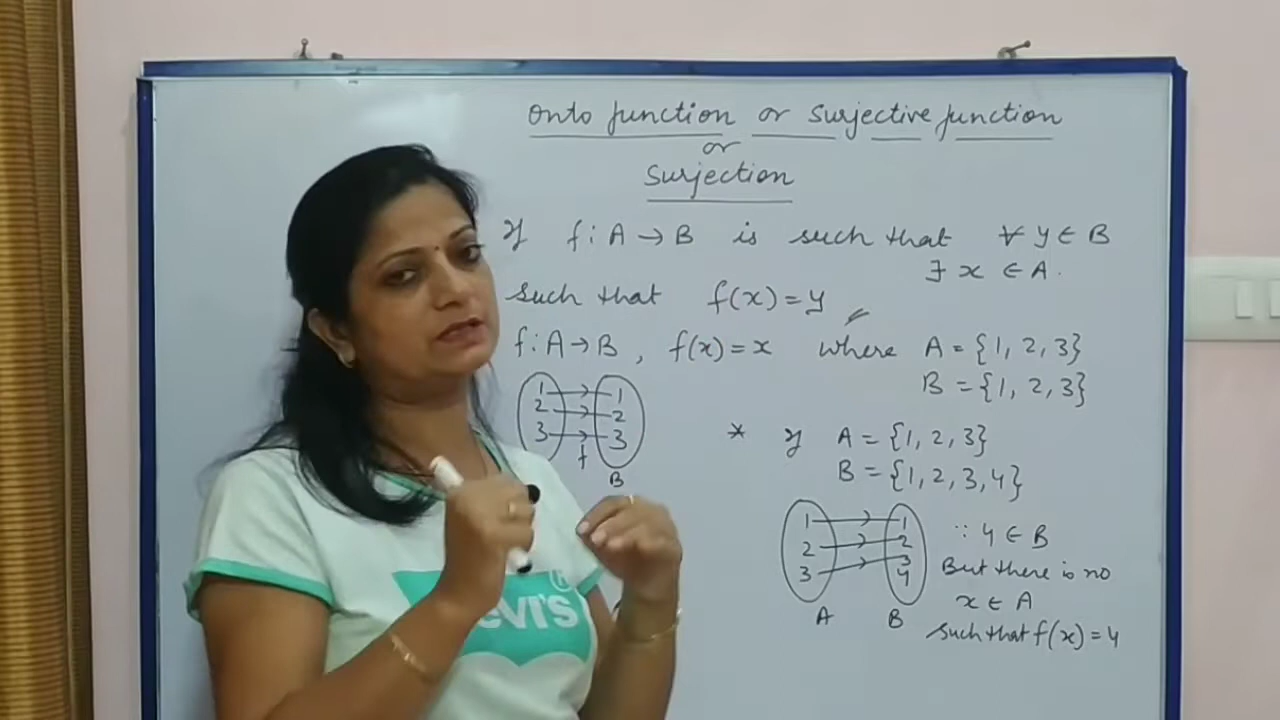 Onto function or surjective function
or
Surjection
If f: A → B is such that ∀ y ∈ B
∃ x ∈ A.
such that f(x) = y
f: A → B , f(x) = x where A = {1, 2, 3}
B = {1, 2, 3}
1 1
2 2
3 3
f
B
* If A = {1, 2, 3}
B = {1, 2, 3, 4}
1 1
2 2
3 3
4
A B
∵ 4 ∈ B
But there is no
x ∈ A
such that f(x) = 4
Levi's ®